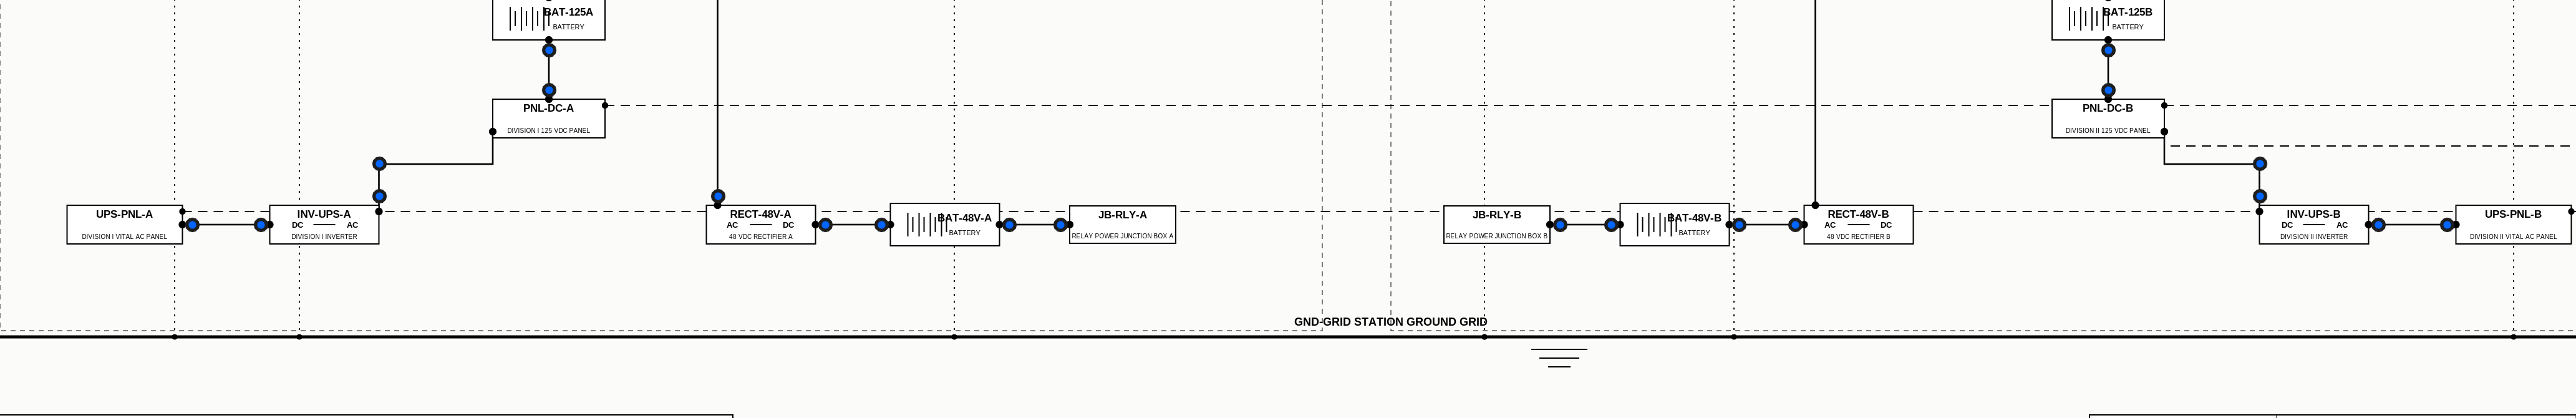 BAT-125A
BATTERY
BAT-125B
BATTERY
PNL-DC-A
DIVISION I 125 VDC PANEL
PNL-DC-B
DIVISION II 125 VDC PANEL
UPS-PNL-A
DIVISION I VITAL AC PANEL
INV-UPS-A
DC AC
DIVISION I INVERTER
RECT-48V-A
AC DC
48 VDC RECTIFIER A
BAT-48V-A
BATTERY
JB-RLY-A
RELAY POWER JUNCTION BOX A
JB-RLY-B
RELAY POWER JUNCTION BOX B
BAT-48V-B
BATTERY
RECT-48V-B
AC DC
48 VDC RECTIFIER B
INV-UPS-B
DC AC
DIVISION II INVERTER
UPS-PNL-B
DIVISION II VITAL AC PANEL
GND-GRID STATION GROUND GRID